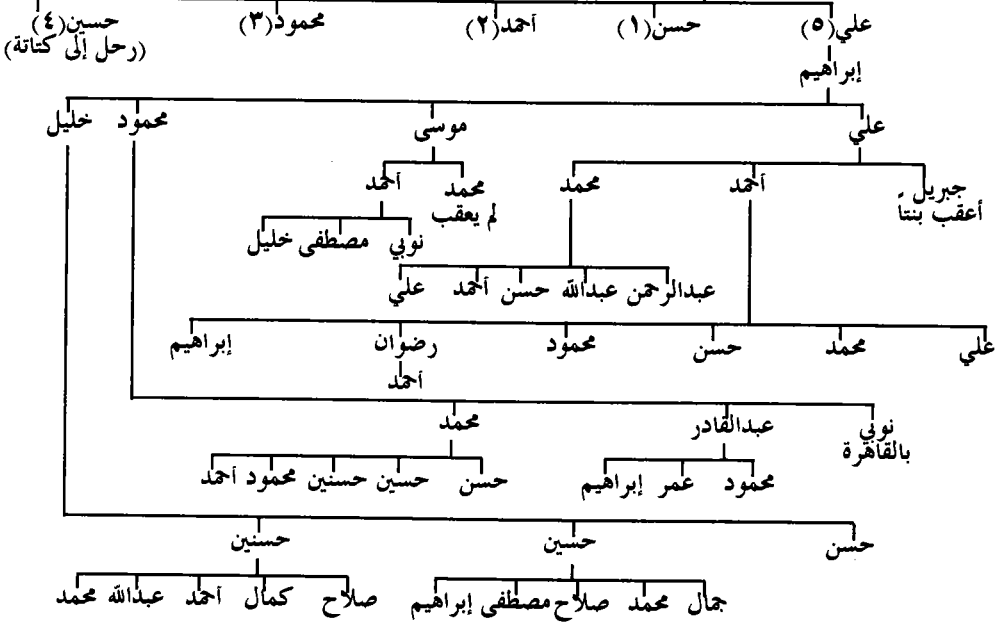 علي(٥) حسن(١) أحمد(٢) محمود(٣) حسين(٤)
(رحل إلى كتاتة)
إبراهيم
علي موسى محمود خليل
جبريل أحمد محمد محمد أحمد
أعقب بنتاً لم يعقب
نوبي مصطفى خليل
عبدالرحمن عبدالله حسن أحمد علي
علي محمد حسن محمود رضوان إبراهيم
أحمد
نوبي عبدالقادر محمد
بالقاهرة
محمود عمر إبراهيم حسن حسين حسنين محمود أحمد
حسن حسين حسنين
جمال محمد صلاح مصطفى إبراهيم صلاح كمال أحمد عبدالله محمد